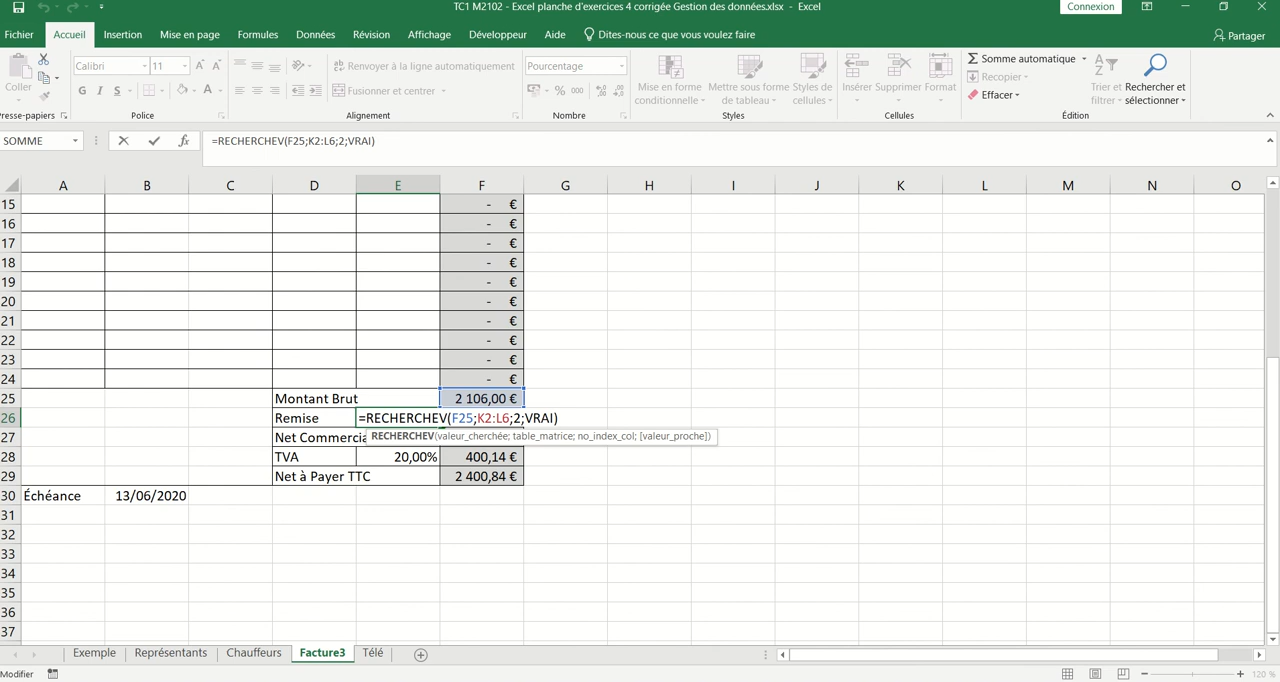 TC1 M2102 - Excel planche d'exercices 4 corrigée Gestion des données.xlsx - Excel
Connexion
Fichier Accueil Insertion Mise en page Formules Données Révision Affichage Développeur Aide Dites-nous ce que vous voulez faire Partager
Coller
Calibri 11
Renvoyer à la ligne automatiquement
Fusionner et centrer
Pourcentage
Mise en forme conditionnelle
Mettre sous forme de tableau
Styles de cellules
Insérer Supprimer Format
Somme automatique
Recopier
Effacer
Trier et filtrer
Rechercher et sélectionner
Presse-papiers Police Alignement Nombre Styles Cellules Édition
SOMME =RECHERCHEV(F25;K2:L6;2;VRAI)
A B C D E F G H I J K L M N O
15 - €
16 - €
17 - €
18 - €
19 - €
20 - €
21 - €
22 - €
23 - €
24 - €
25 Montant Brut 2 106,00 €
26 Remise =RECHERCHEV(F25;K2:L6;2;VRAI)
27 Net Commercia RECHERCHEV(valeur_cherchée; table_matrice; no_index_col; [valeur_proche])
28 TVA 20,00% 400,14 €
29 Net à Payer TTC 2 400,84 €
30 Échéance 13/06/2020
31
32
33
34
35
36
37
Exemple Représentants Chauffeurs Facture3 Télé
Modifier 120 %